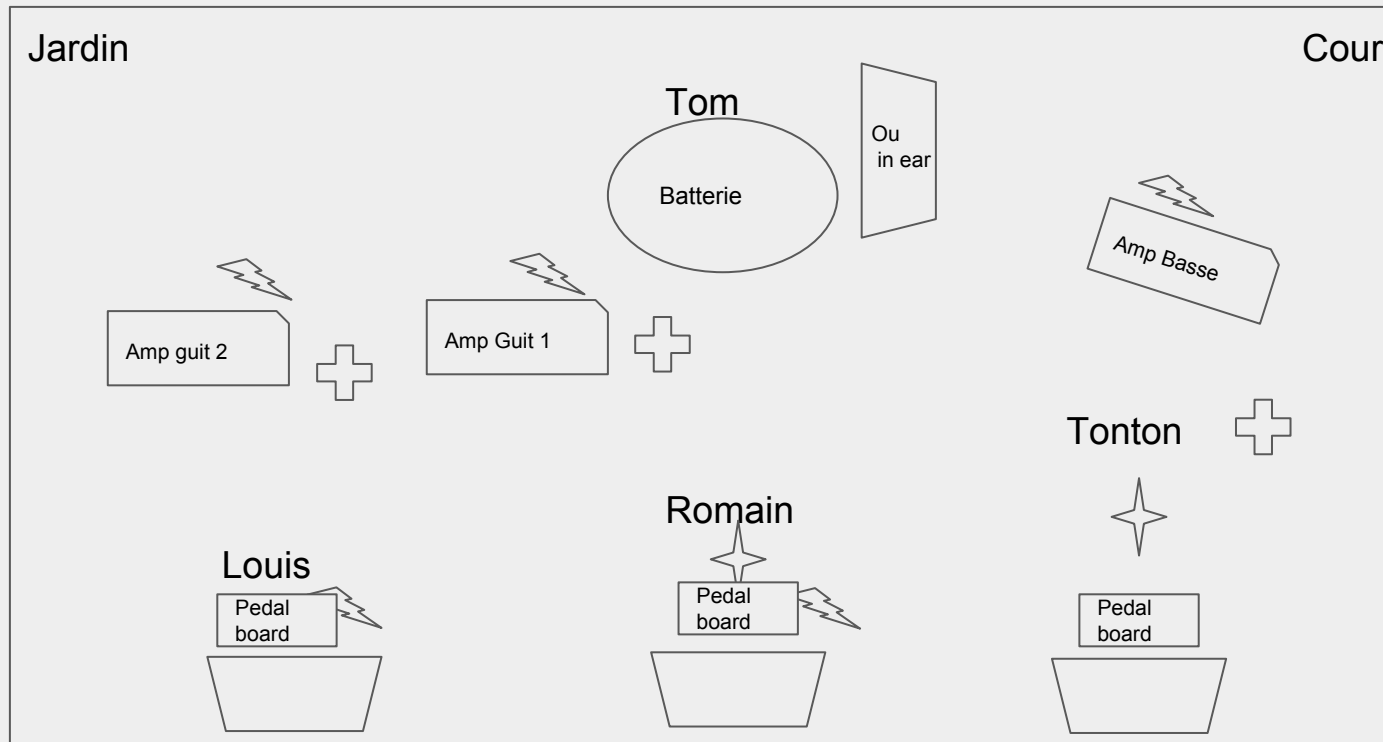 Jardin
Cour
Tom
Ou
in ear
Batterie
Amp Basse
Amp guit 2
Amp Guit 1
Tonton
Romain
Louis
Pedal
board
Pedal
board
Pedal
board